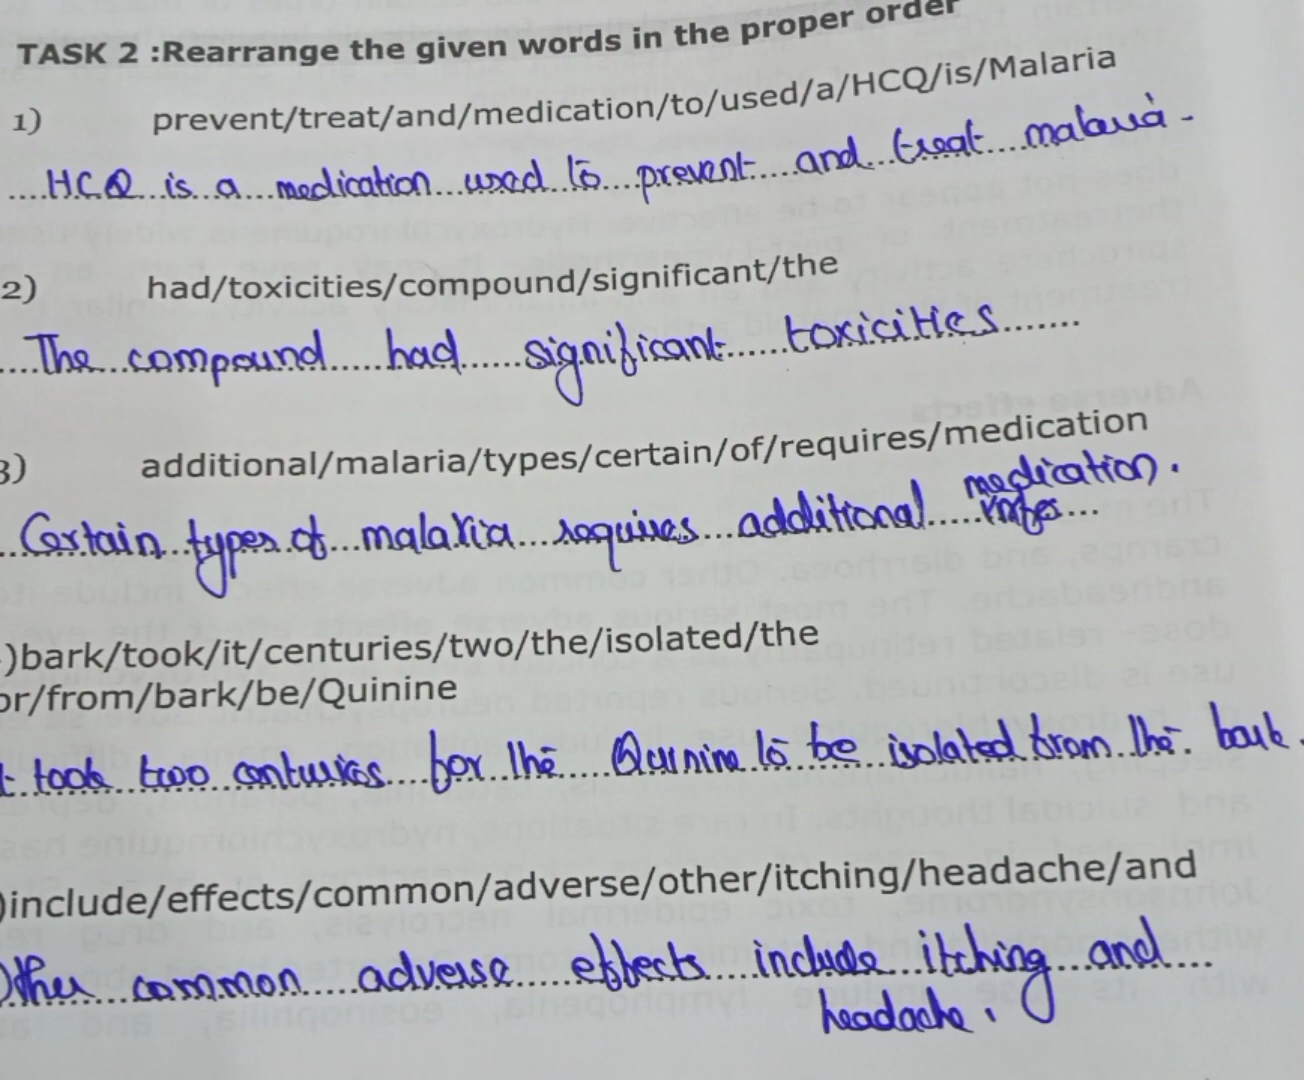 TASK 2 :Rearrange the given words in the proper order
1) prevent/treat/and/medication/to/used/a/HCQ/is/Malaria
....HCQ is a medication used to prevent and treat malaria.
2) had/toxicities/compound/significant/the
The compound had significant toxicities
3) additional/malaria/types/certain/of/requires/medication
medication.
Certain types of malaria requires additional
)bark/took/it/centuries/two/the/isolated/the
or/from/bark/be/Quinine
t took two centuries for the Quinine to be isolated from the bark.
)include/effects/common/adverse/other/itching/headache/and
Other common adverse effects include itching and
headache.